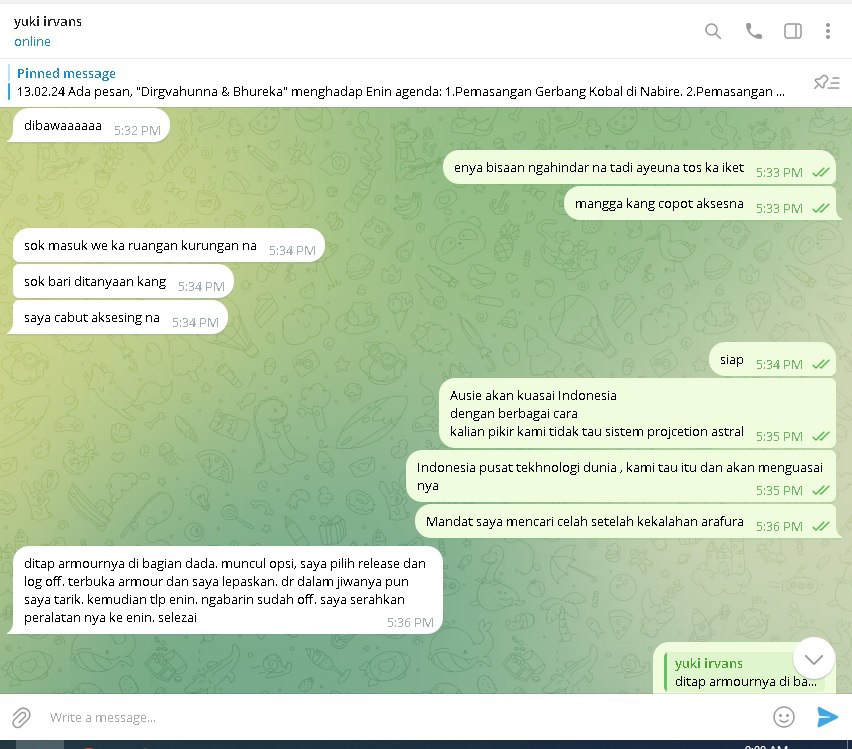 yuki irvans
online
Pinned message
13.02.24 Ada pesan, "Dirgvahunna & Bhureka" menghadap Enin agenda: 1.Pemasangan Gerbang Kobal di Nabire. 2.Pemasangan ...
dibawaaaaaa 5:32 PM
enya bisaan ngahindar na tadi ayeuna tos ka iket 5:33 PM
mangga kang copot aksesna 5:33 PM
sok masuk we ka ruangan kurungan na 5:34 PM
sok bari ditanyaan kang 5:34 PM
saya cabut aksesing na 5:34 PM
siap 5:34 PM
Ausie akan kuasai Indonesia
dengan berbagai cara
kalian pikir kami tidak tau sistem projcetion astral 5:35 PM
Indonesia pusat tekhnologi dunia , kami tau itu dan akan menguasai
nya 5:35 PM
Mandat saya mencari celah setelah kekalahan arafura 5:36 PM
ditap armournya di bagian dada. muncul opsi, saya pilih release dan
log off. terbuka armour dan saya lepaskan. dr dalam jiwanya pun
saya tarik. kemudian tlp enin. ngabarin sudah off. saya serahkan
peralatan nya ke enin. selezai 5:36 PM
yuki irvans
ditap armournya di ba...
Write a message...